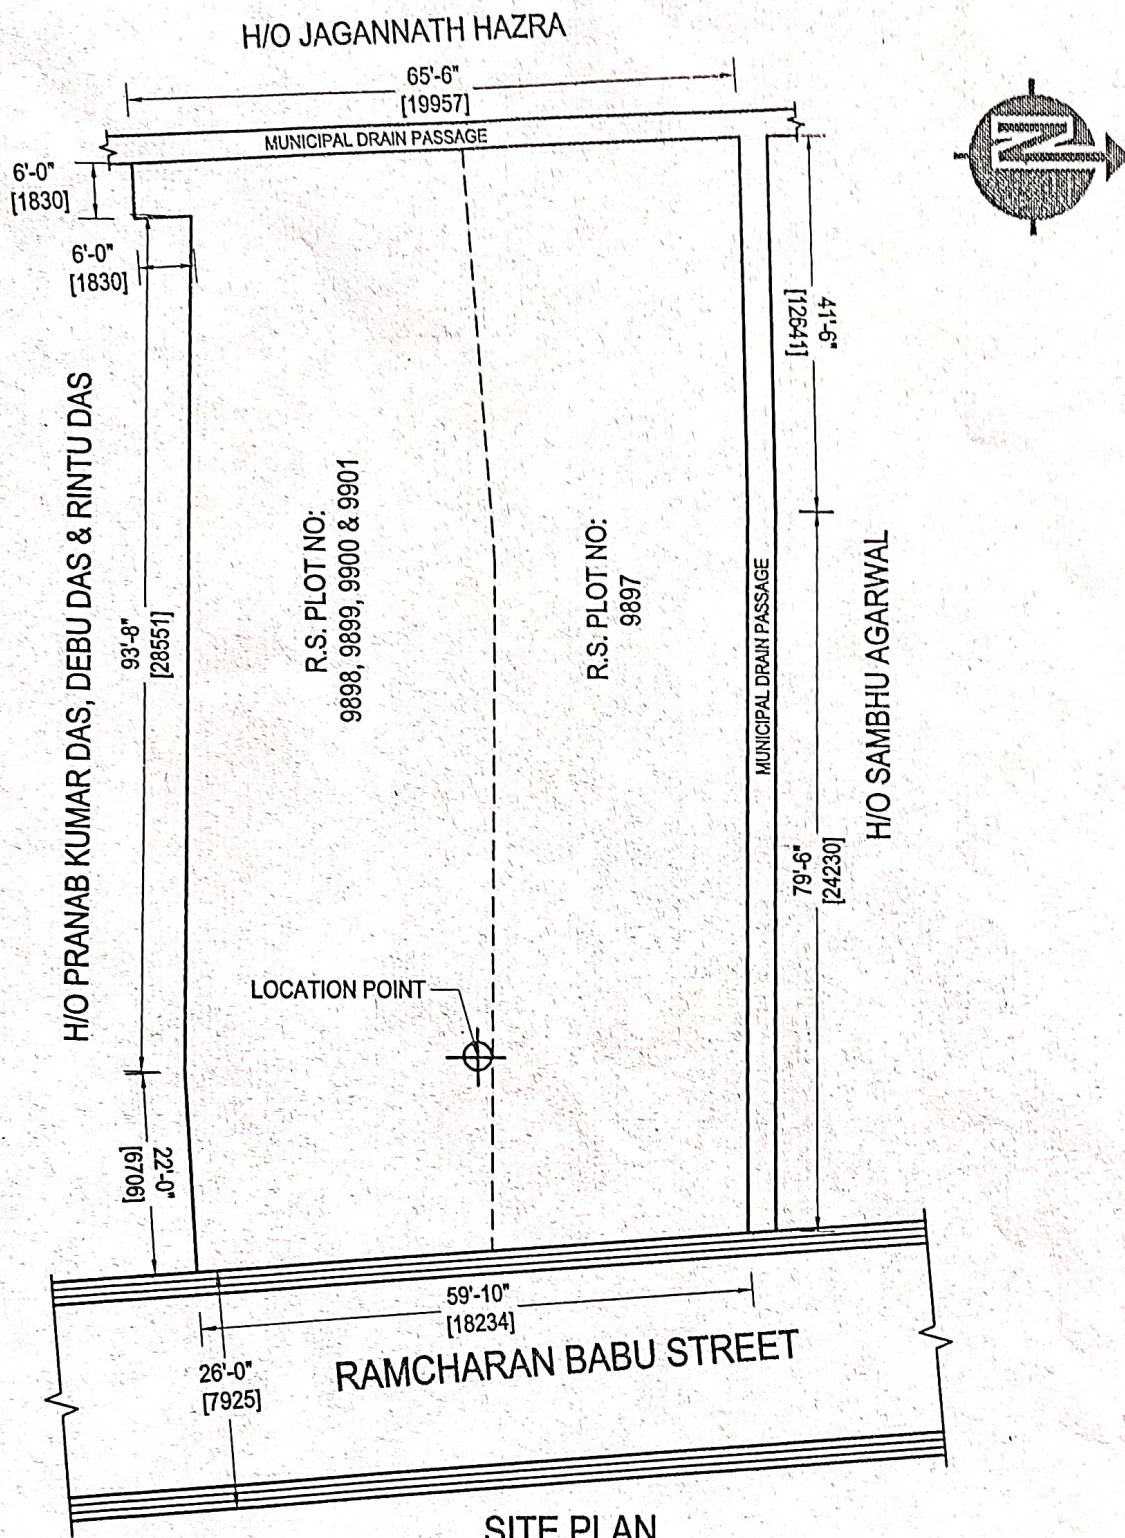 H/O JAGANNATH HAZRA
65'-6"
[19957]
MUNICIPAL DRAIN PASSAGE
N
6'-0"
[1830]
6'-0"
[1830]
41'-6"
[12641]
H/O PRANAB KUMAR DAS, DEBU DAS & RINTU DAS
93'-8"
[28551]
R.S. PLOT NO:
9898, 9899, 9900 & 9901
R.S. PLOT NO:
9897
MUNICIPAL DRAIN PASSAGE
H/O SAMBHU AGARWAL
79'-6"
[24230]
LOCATION POINT
22'-0"
[6706]
59'-10"
[18234]
26'-0"
[7925]
RAMCHARAN BABU STREET
SITE PLAN